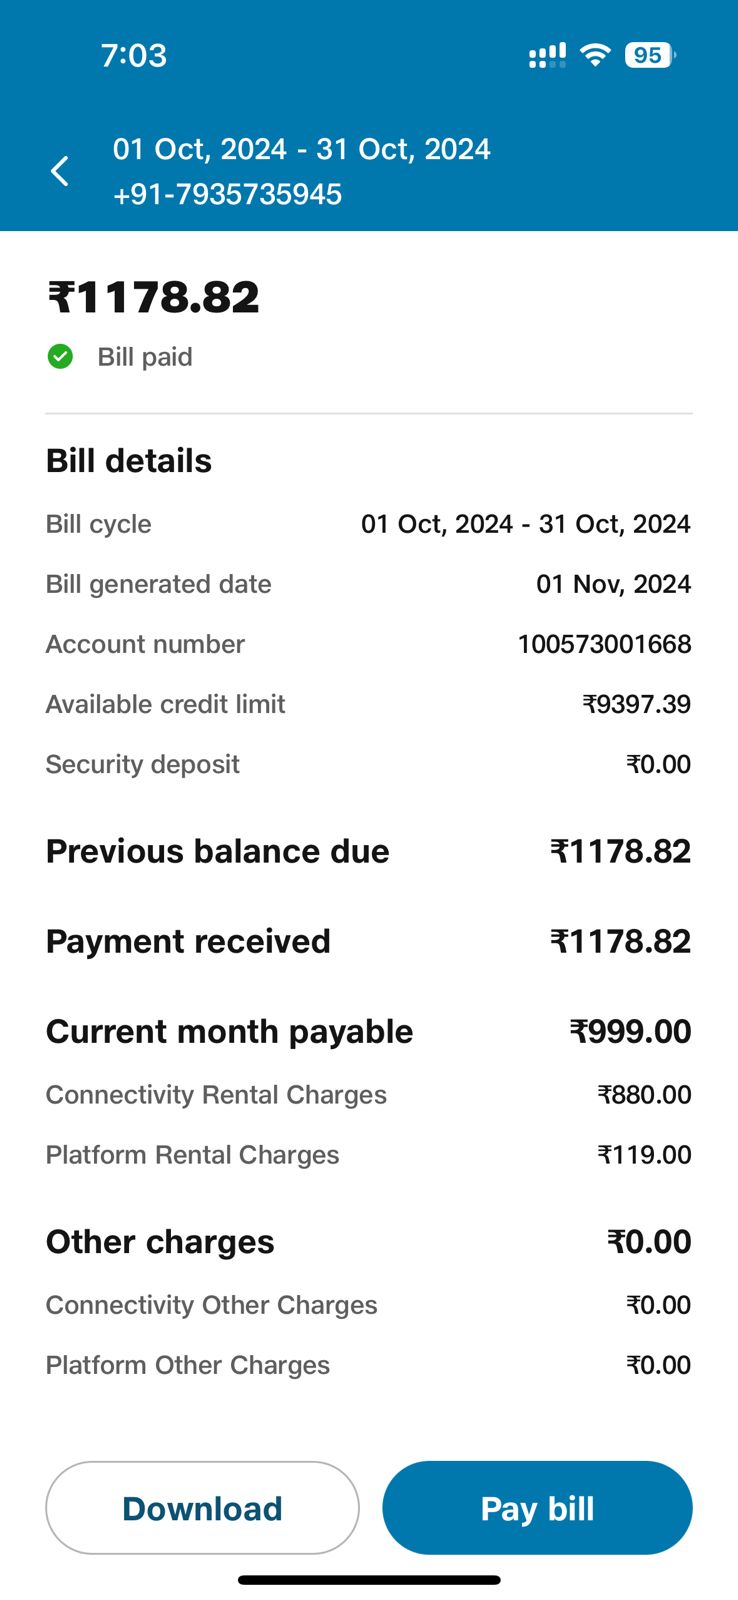 7:03
95
01 Oct, 2024 - 31 Oct, 2024
+91-7935735945
₹1178.82
Bill paid
Bill details
Bill cycle 01 Oct, 2024 - 31 Oct, 2024
Bill generated date 01 Nov, 2024
Account number 100573001668
Available credit limit ₹9397.39
Security deposit ₹0.00
Previous balance due ₹1178.82
Payment received ₹1178.82
Current month payable ₹999.00
Connectivity Rental Charges ₹880.00
Platform Rental Charges ₹119.00
Other charges ₹0.00
Connectivity Other Charges ₹0.00
Platform Other Charges ₹0.00
Download Pay bill